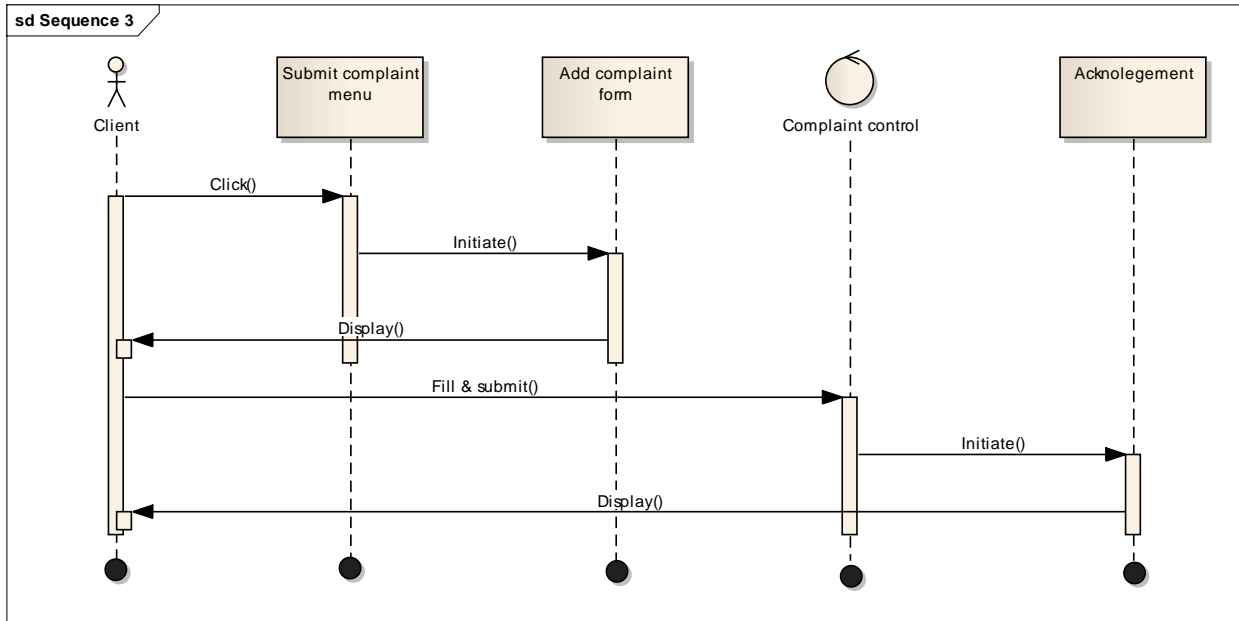 sd Sequence 3
Client
Submit complaint
menu
Add complaint
form
Complaint control
Acknolegement
Click()
Initiate()
Display()
Fill & submit()
Initiate()
Display()